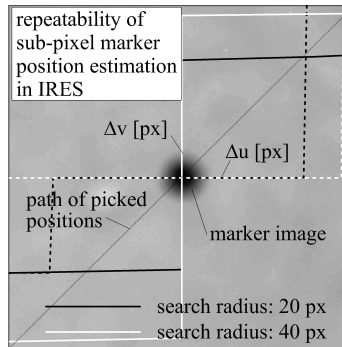 repeatability of
sub-pixel marker
position estimation
in IRES
Δv [px]
Δu [px]
path of picked
positions
marker image
search radius: 20 px
search radius: 40 px